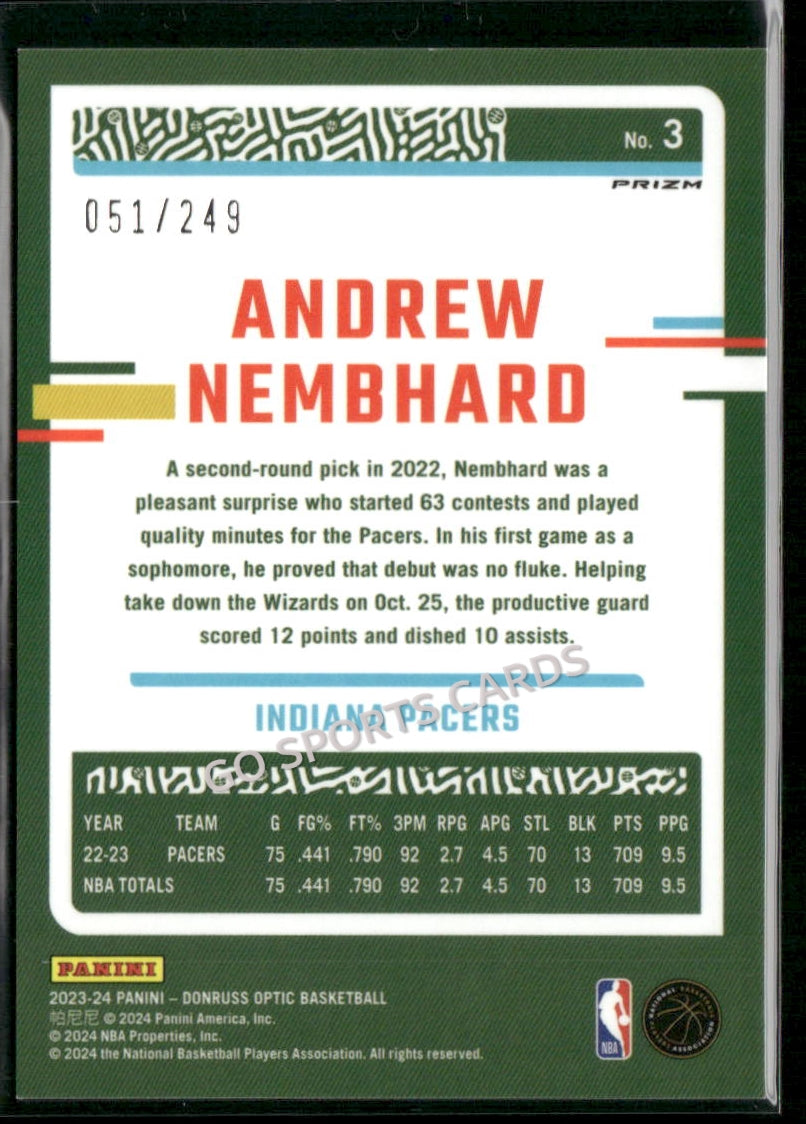 No. 3
PRIZM
051/249
ANDREW
NEMBHARD
A second-round pick in 2022, Nembhard was a
pleasant surprise who started 63 contests and played
quality minutes for the Pacers. In his first game as a
sophomore, he proved that debut was no fluke. Helping
take down the Wizards on Oct. 25, the productive guard
scored 12 points and dished 10 assists.
GO SPORTS CARDS
INDIANA PACERS
YEAR TEAM G FG% FT% 3PM RPG APG STL BLK PTS PPG
22-23 PACERS 75 .441 .790 92 2.7 4.5 70 13 709 9.5
NBA TOTALS 75 .441 .790 92 2.7 4.5 70 13 709 9.5
PANINI
2023-24 PANINI – DONRUSS OPTIC BASKETBALL
帕尼尼 © 2024 Panini America, Inc.
© 2024 NBA Properties, Inc.
© 2024 the National Basketball Players Association. All rights reserved.
NBA
NATIONAL BASKETBALL
PLAYERS ASSOCIATION